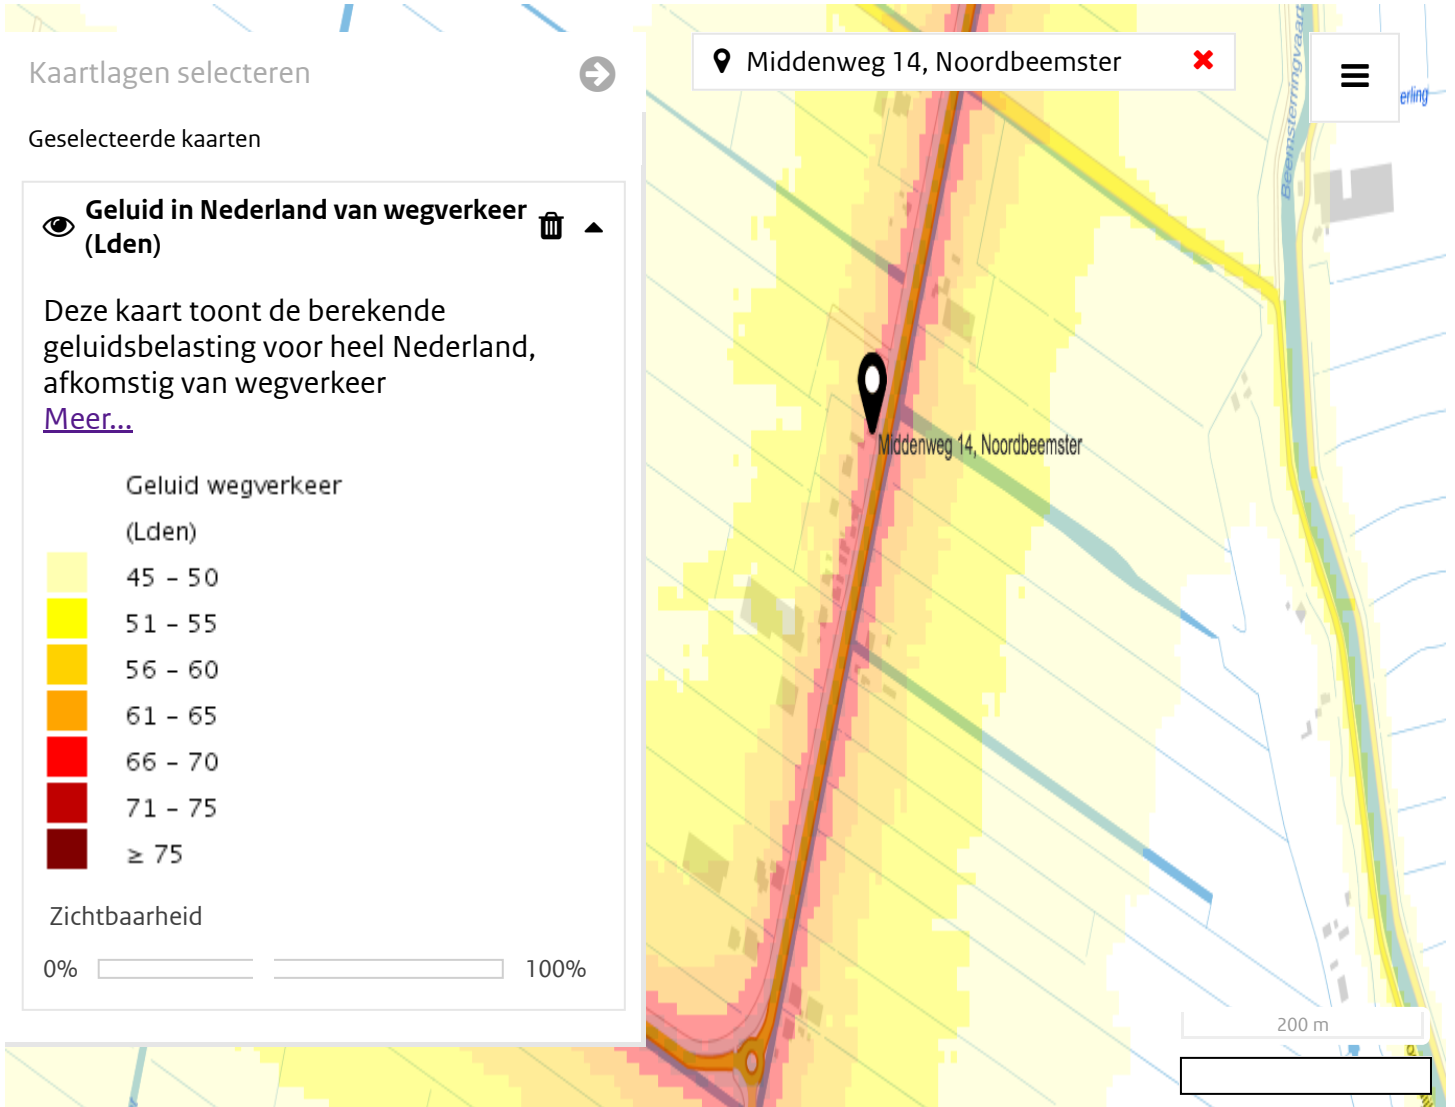 Kaartlagen selecteren
Middenweg 14, Noordbeemster
Geselecteerde kaarten
Geluid in Nederland van wegverkeer
(Lden)
Deze kaart toont de berekende
geluidsbelasting voor heel Nederland,
afkomstig van wegverkeer
Meer...
Geluid wegverkeer
(Lden)
45 - 50
51 - 55
56 - 60
61 - 65
66 - 70
71 - 75
≥ 75
Zichtbaarheid
0%
100%
Beemsterringvaart
erling
Middenweg 14, Noordbeemster
200 m